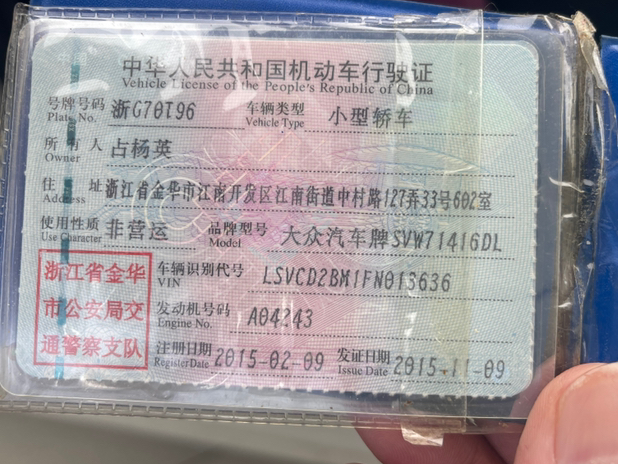 中华人民共和国机动车行驶证
Vehicle License of the People's Republic of China
号牌号码 浙G70T96 车辆类型 小型轿车
Plate No. Vehicle Type
所有人 占杨英
Owner
住址 浙江省金华市江南开发区江南街道中村路127弄33号602室
Address
使用性质 非营运 品牌型号 大众汽车牌SVW71416DL
Use Character Model
浙江省金华
市公安局交
通警察支队
车辆识别代号 LSVCD2BM1FN013636
VIN
发动机号码 A04243
Engine No.
注册日期 2015-02-09 发证日期 2015-11-09
Register Date Issue Date